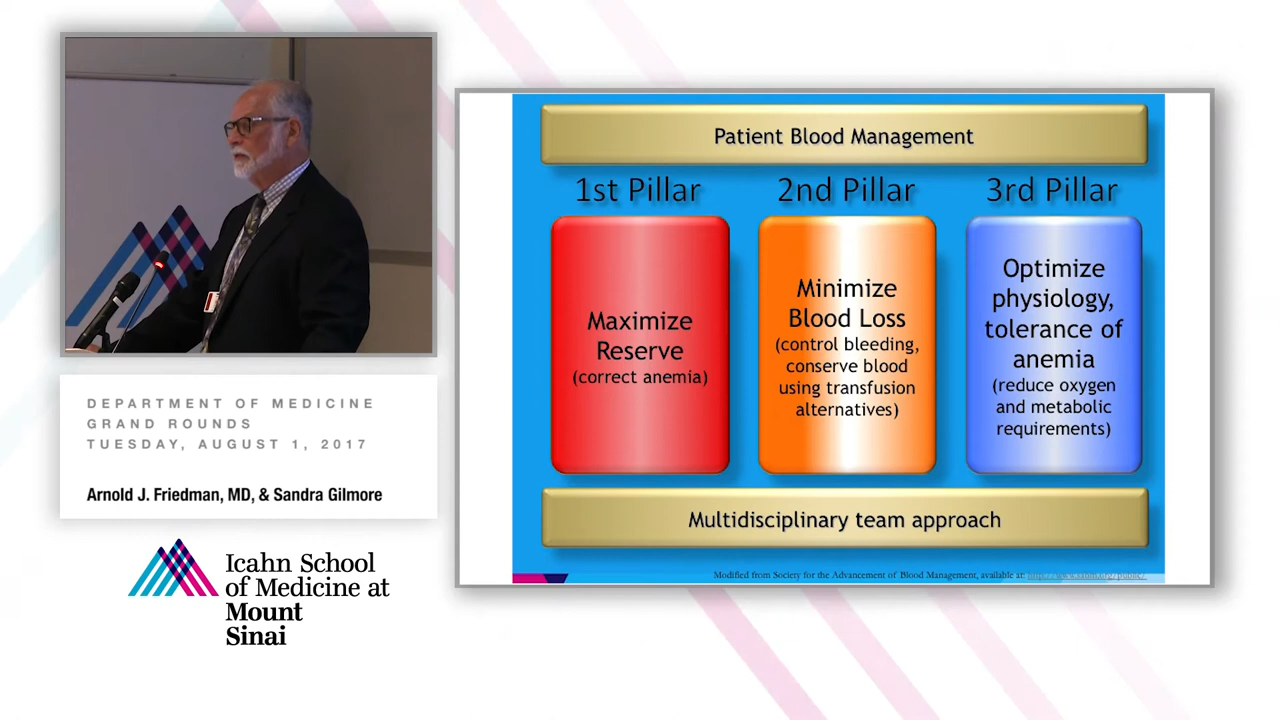 DEPARTMENT OF MEDICINE
GRAND ROUNDS
TUESDAY, AUGUST 1, 2017
Arnold J. Friedman, MD, & Sandra Gilmore
Icahn School
of Medicine at
Mount
Sinai
Patient Blood Management
1st Pillar
Maximize
Reserve
(correct anemia)
2nd Pillar
Minimize
Blood Loss
(control bleeding,
conserve blood
using transfusion
alternatives)
3rd Pillar
Optimize
physiology,
tolerance of
anemia
(reduce oxygen
and metabolic
requirements)
Multidisciplinary team approach
Modified from Society for the Advancement of Blood Management, available at: